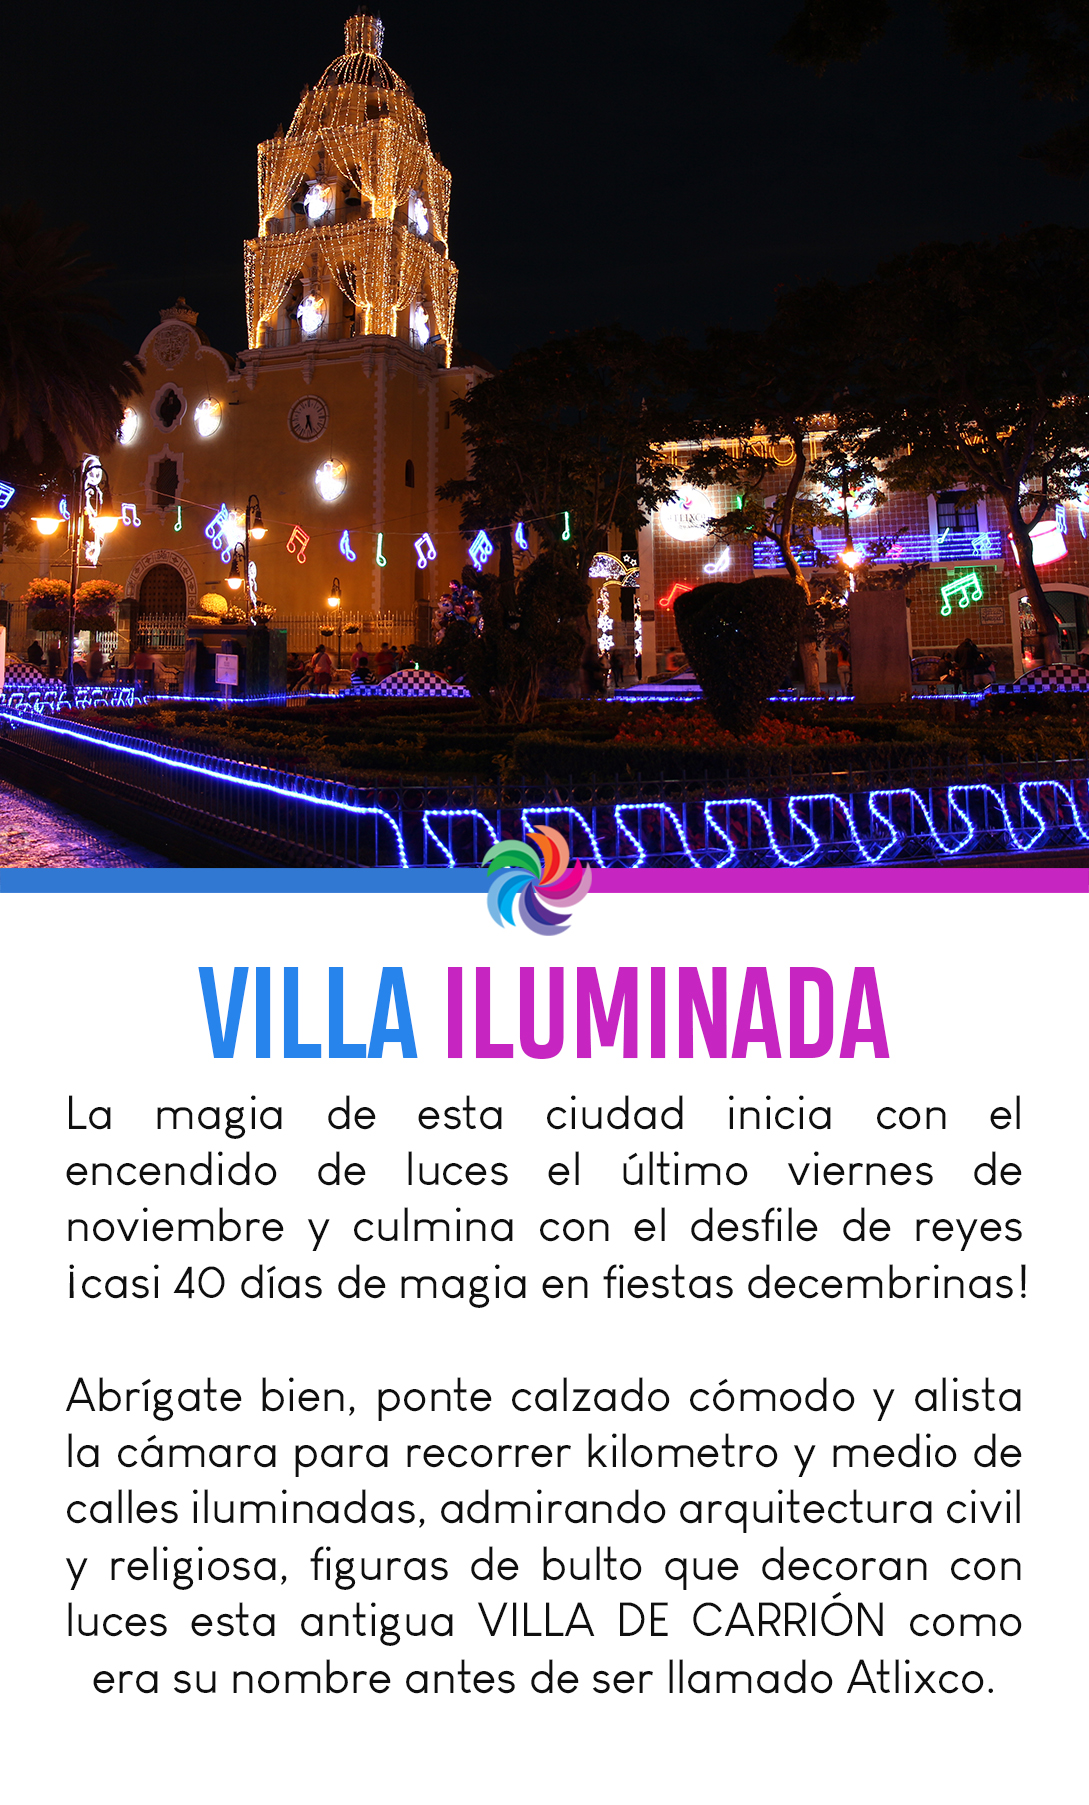 VILLA ILUMINADA
La magia de esta ciudad inicia con el
encendido de luces el último viernes de
noviembre y culmina con el desfile de reyes
¡casi 40 días de magia en fiestas decembrinas!
Abrígate bien, ponte calzado cómodo y alista
la cámara para recorrer kilometro y medio de
calles iluminadas, admirando arquitectura civil
y religiosa, figuras de bulto que decoran con
luces esta antigua VILLA DE CARRIÓN como
era su nombre antes de ser llamado Atlixco.